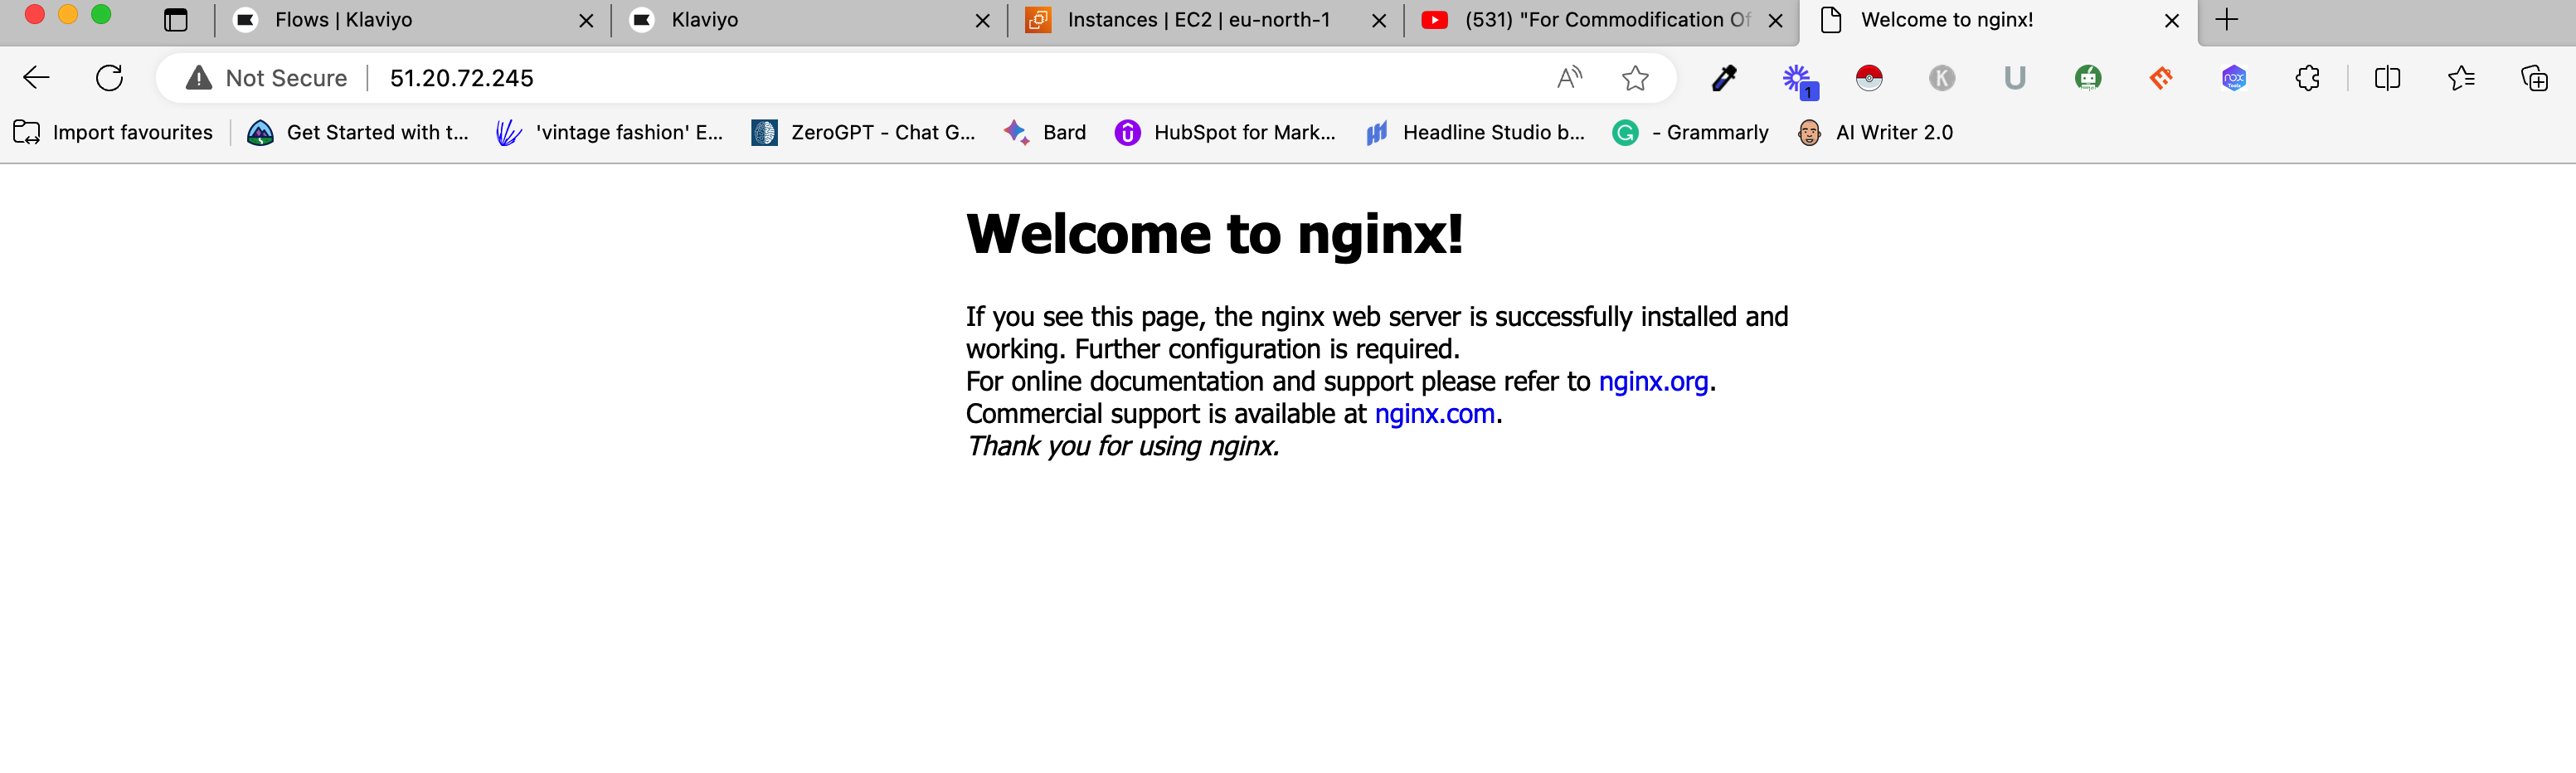 Flows | Klaviyo
Klaviyo
Instances | EC2 | eu-north-1
(531) "For Commodification Of
Welcome to nginx!
Not Secure | 51.20.72.245
1
K
U
nox
Tools
Import favourites
Get Started with t...
'vintage fashion' E...
ZeroGPT - Chat G...
Bard
HubSpot for Mark...
Headline Studio b...
G - Grammarly
AI Writer 2.0
Welcome to nginx!
If you see this page, the nginx web server is successfully installed and
working. Further configuration is required.
For online documentation and support please refer to nginx.org.
Commercial support is available at nginx.com.
Thank you for using nginx.